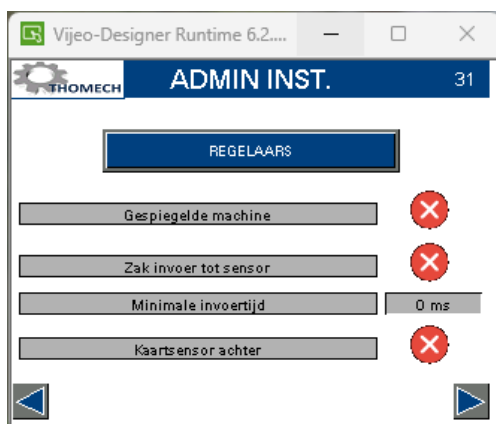 Vijeo-Designer Runtime 6.2....
THOMECH
ADMIN INST.
31
REGELAARS
Gespiegelde machine
Zak invoer tot sensor
Minimale invoertijd
0 ms
Kaartsensor achter